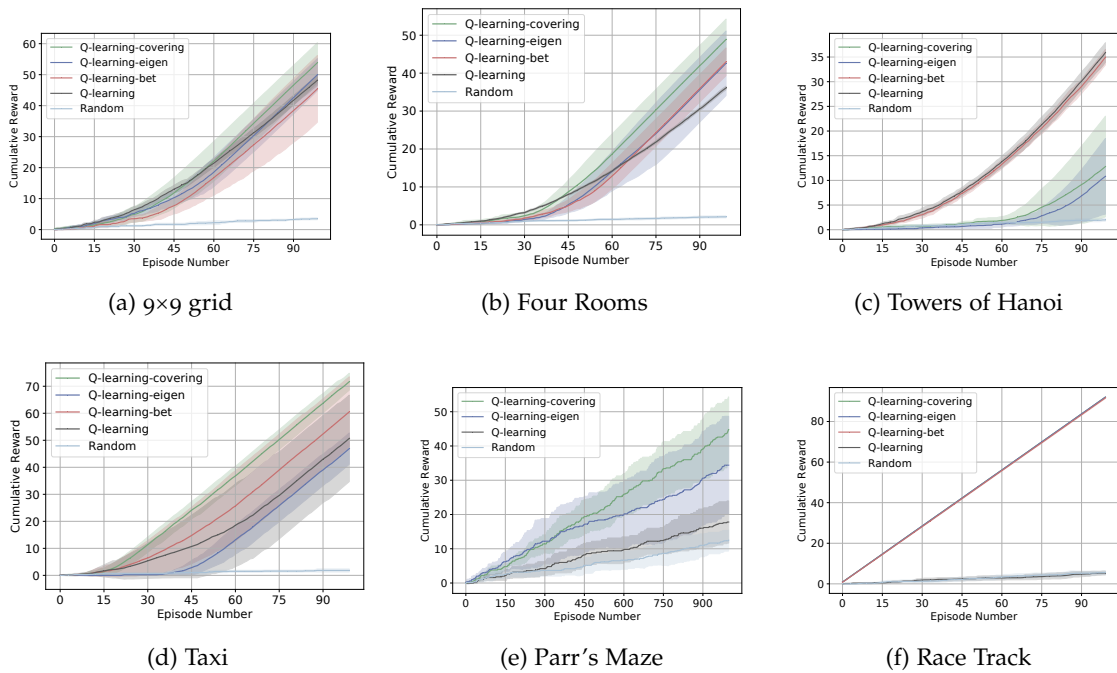 60
50
40
30
20
10
0
Cumulative Reward
Q-learning-covering
Q-learning-eigen
Q-learning-bet
Q-learning
Random
0 15 30 45 60 75 90
Episode Number
(a) 9×9 grid
50
40
30
20
10
0
Cumulative Reward
Q-learning-covering
Q-learning-eigen
Q-learning-bet
Q-learning
Random
0 15 30 45 60 75 90
Episode Number
(b) Four Rooms
35
30
25
20
15
10
5
0
Cumulative Reward
Q-learning-covering
Q-learning-eigen
Q-learning-bet
Q-learning
Random
0 15 30 45 60 75 90
Episode Number
(c) Towers of Hanoi
70
60
50
40
30
20
10
0
Cumulative Reward
Q-learning-covering
Q-learning-eigen
Q-learning-bet
Q-learning
Random
0 15 30 45 60 75 90
Episode Number
(d) Taxi
50
40
30
20
10
0
Cumulative Reward
Q-learning-covering
Q-learning-eigen
Q-learning
Random
0 150 300 450 600 750 900
Episode Number
(e) Parr's Maze
80
60
40
20
0
Cumulative Reward
Q-learning-covering
Q-learning-eigen
Q-learning-bet
Q-learning
Random
0 15 30 45 60 75 90
Episode Number
(f) Race Track